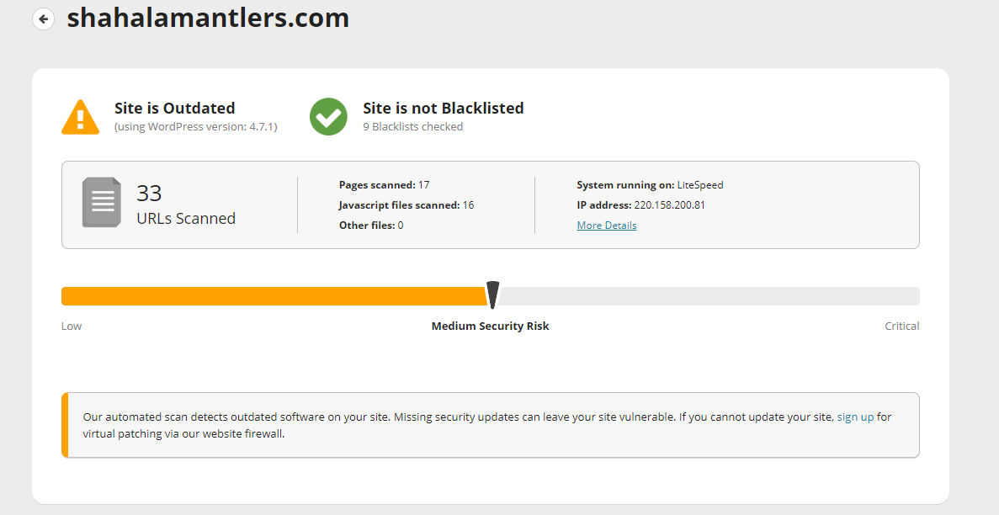 shahalamantlers.com
Site is Outdated
(using WordPress version: 4.7.1)
Site is not Blacklisted
9 Blacklists checked
33
URLs Scanned
Pages scanned: 17
Javascript files scanned: 16
Other files: 0
System running on: LiteSpeed
IP address: 220.158.200.81
More Details
Low
Medium Security Risk
Critical
Our automated scan detects outdated software on your site. Missing security updates can leave your site vulnerable. If you cannot update your site, sign up for
virtual patching via our website firewall.